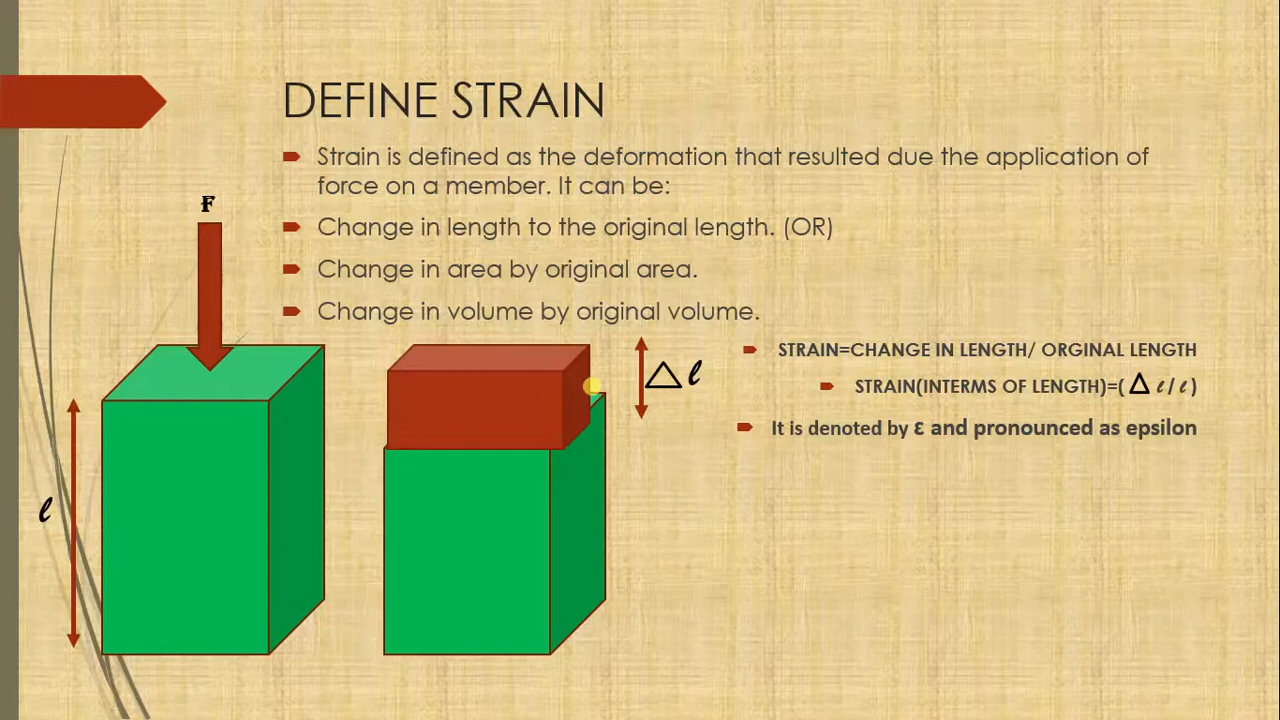 DEFINE STRAIN
Strain is defined as the deformation that resulted due the application of
force on a member. It can be:
Change in length to the original length. (OR)
Change in area by original area.
Change in volume by original volume.
F
ℓ
△ ℓ
STRAIN=CHANGE IN LENGTH/ ORGINAL LENGTH
STRAIN(INTERMS OF LENGTH)=( △ ℓ / ℓ )
It is denoted by ε and pronounced as epsilon